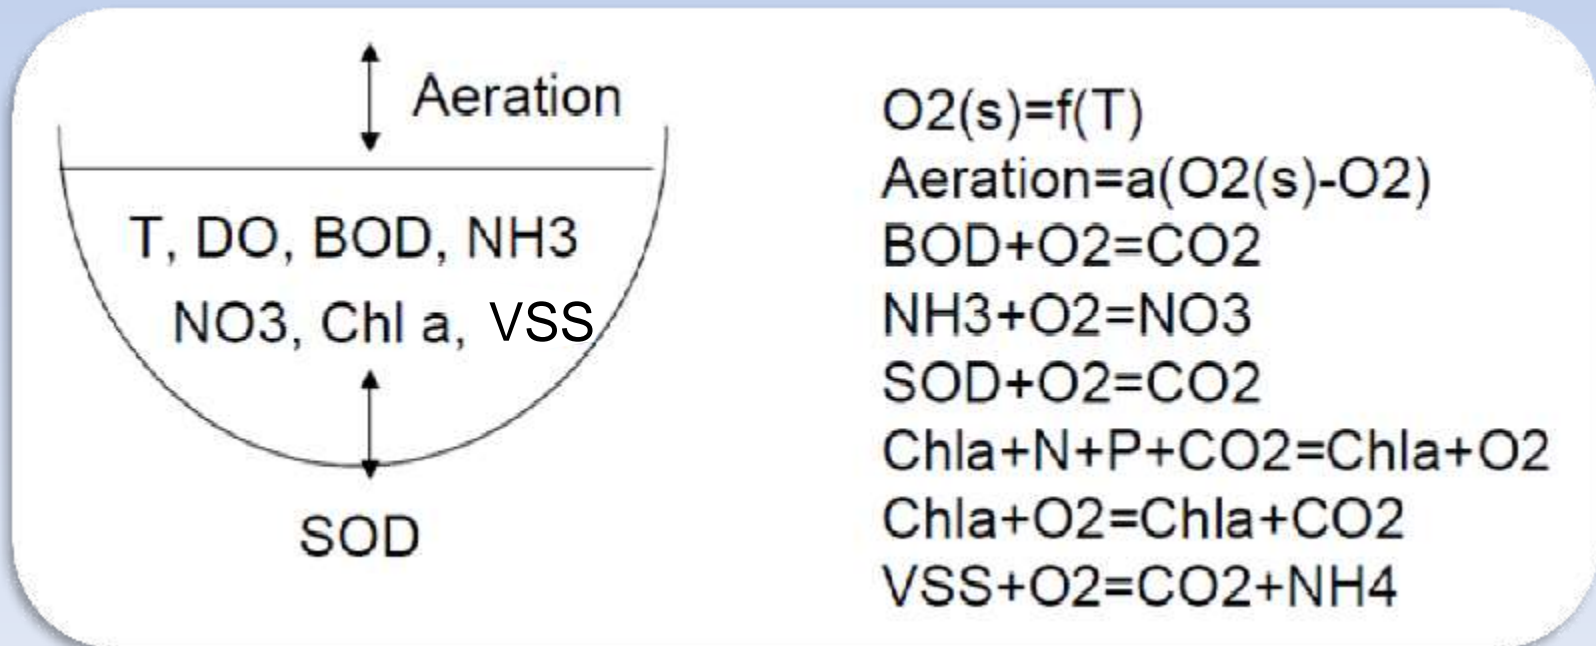 Aeration
T, DO, BOD, NH3
NO3, Chl a, VSS
SOD
O2(s)=f(T)
Aeration=a(O2(s)-O2)
BOD+O2=CO2
NH3+O2=NO3
SOD+O2=CO2
Chla+N+P+CO2=Chla+O2
Chla+O2=Chla+CO2
VSS+O2=CO2+NH4